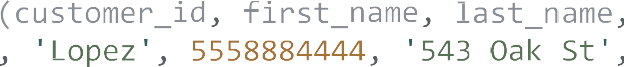 (customer_id, first_name, last_name,
, 'Lopez', 5558884444, '543 Oak St',